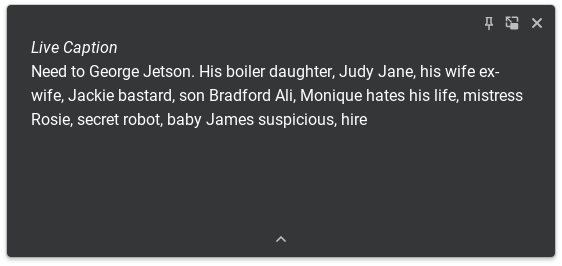 Live Caption
Need to George Jetson. His boiler daughter, Judy Jane, his wife ex-
wife, Jackie bastard, son Bradford Ali, Monique hates his life, mistress
Rosie, secret robot, baby James suspicious, hire